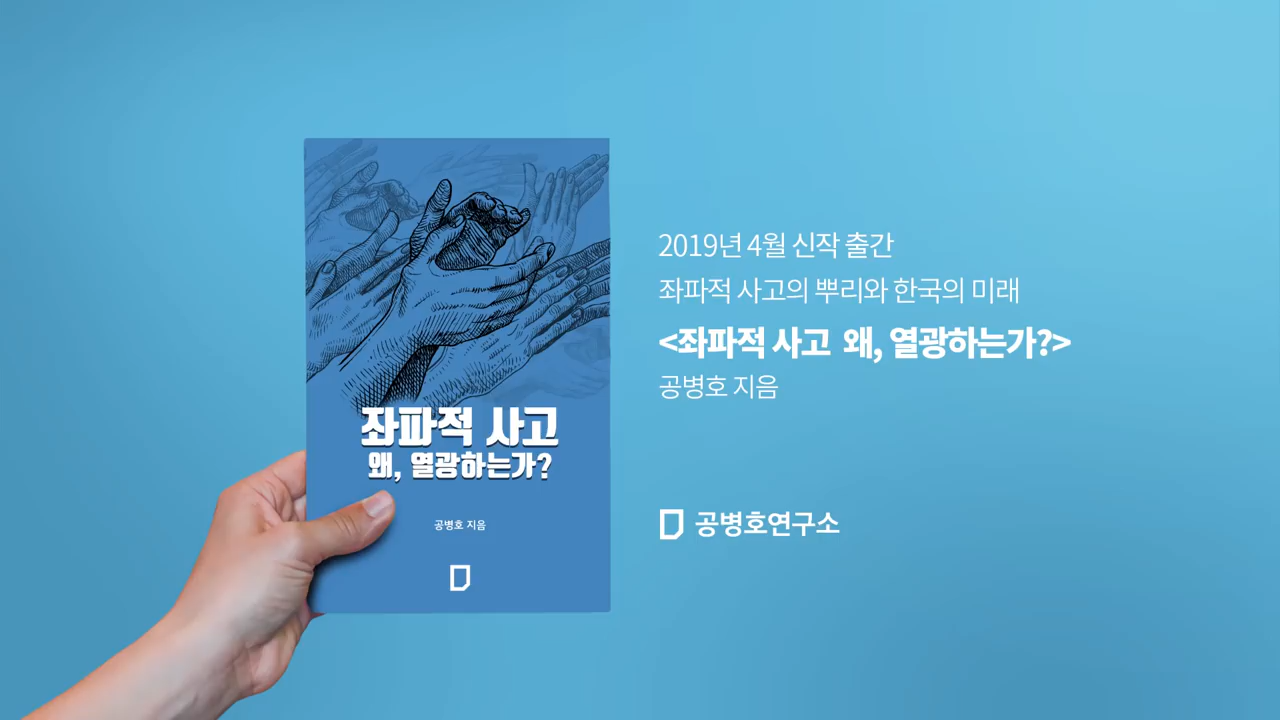 좌파적 사고
왜, 열광하는가?
공병호 지음
2019년 4월 신작 출간
좌파적 사고의 뿌리와 한국의 미래
<좌파적 사고 왜, 열광하는가?>
공병호 지음
공병호연구소